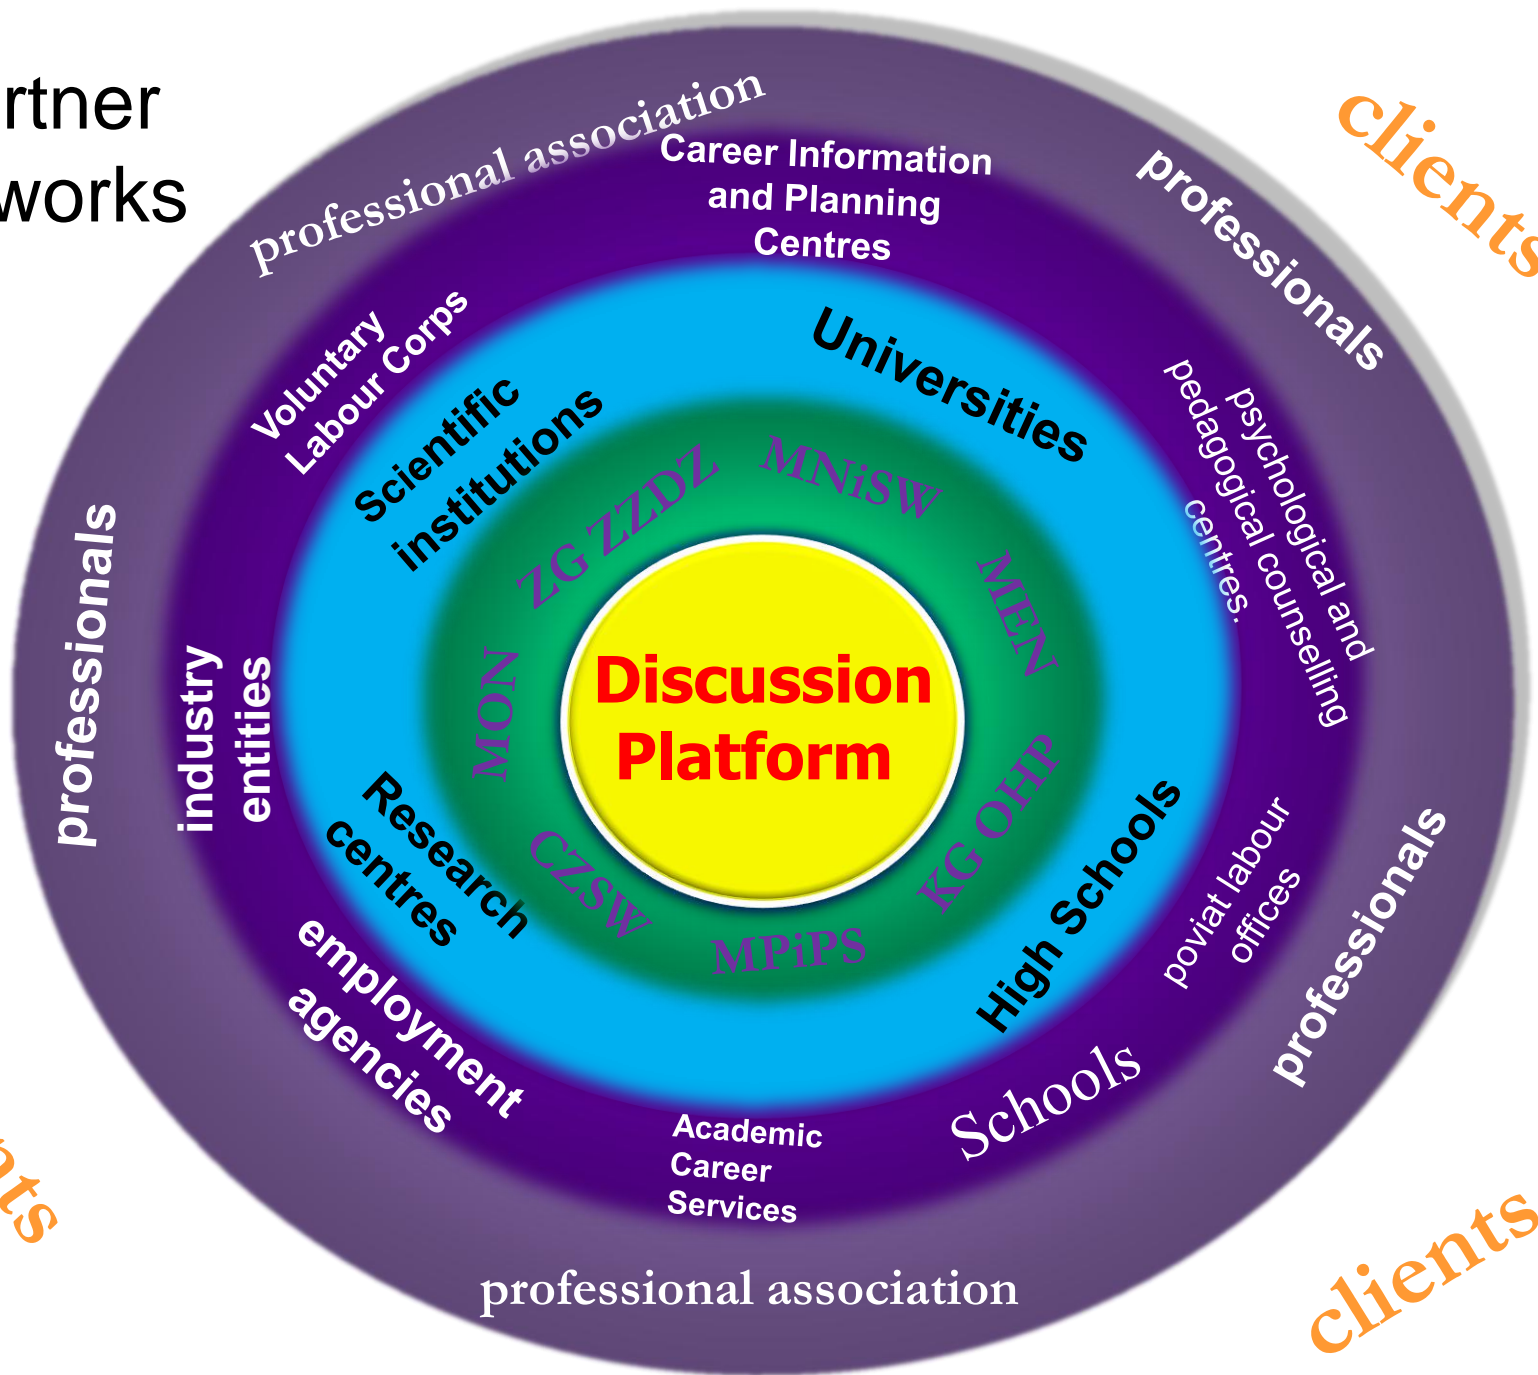 rtner
works
professional association
Career Information
and Planning
Centres
professionals
clients
Voluntary
Labour Corps
Scientific
institutions
Universities
psychological and
pedagogical counselling
centres.
ZG ZZDZ
MNiSW
MEN
professionals
industry
entities
MON
Discussion
Platform
KG OHP
High Schools
poviat labour
offices
professionals
Research
centres
CZSW
MPiPS
employment
agencies
Academic
Career
Services
Schools
nts
professional association
clients